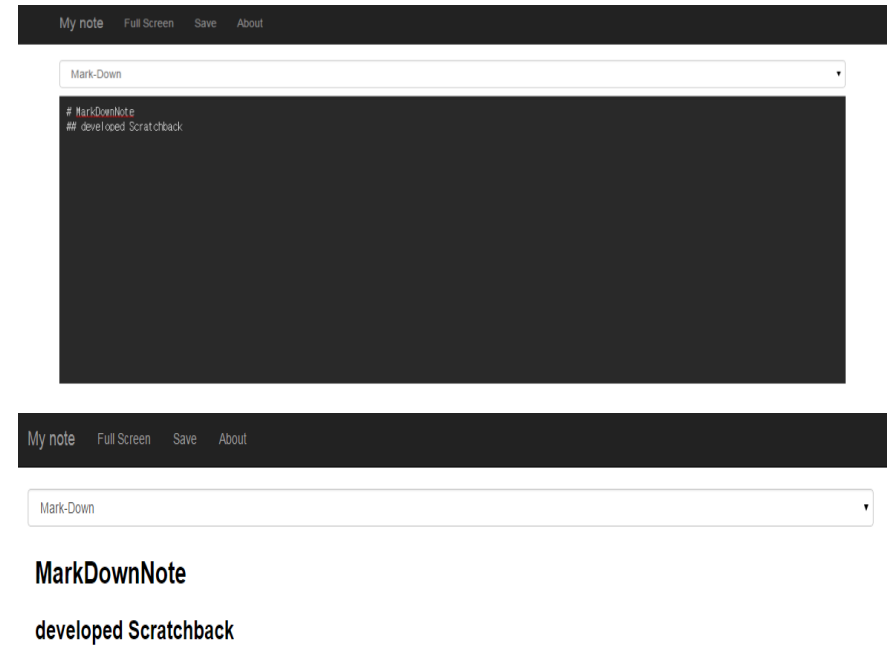 My note Full Screen Save About
Mark-Down
# MarkDownNote
## developed Scratchback
My note Full Screen Save About
Mark-Down
MarkDownNote
developed Scratchback